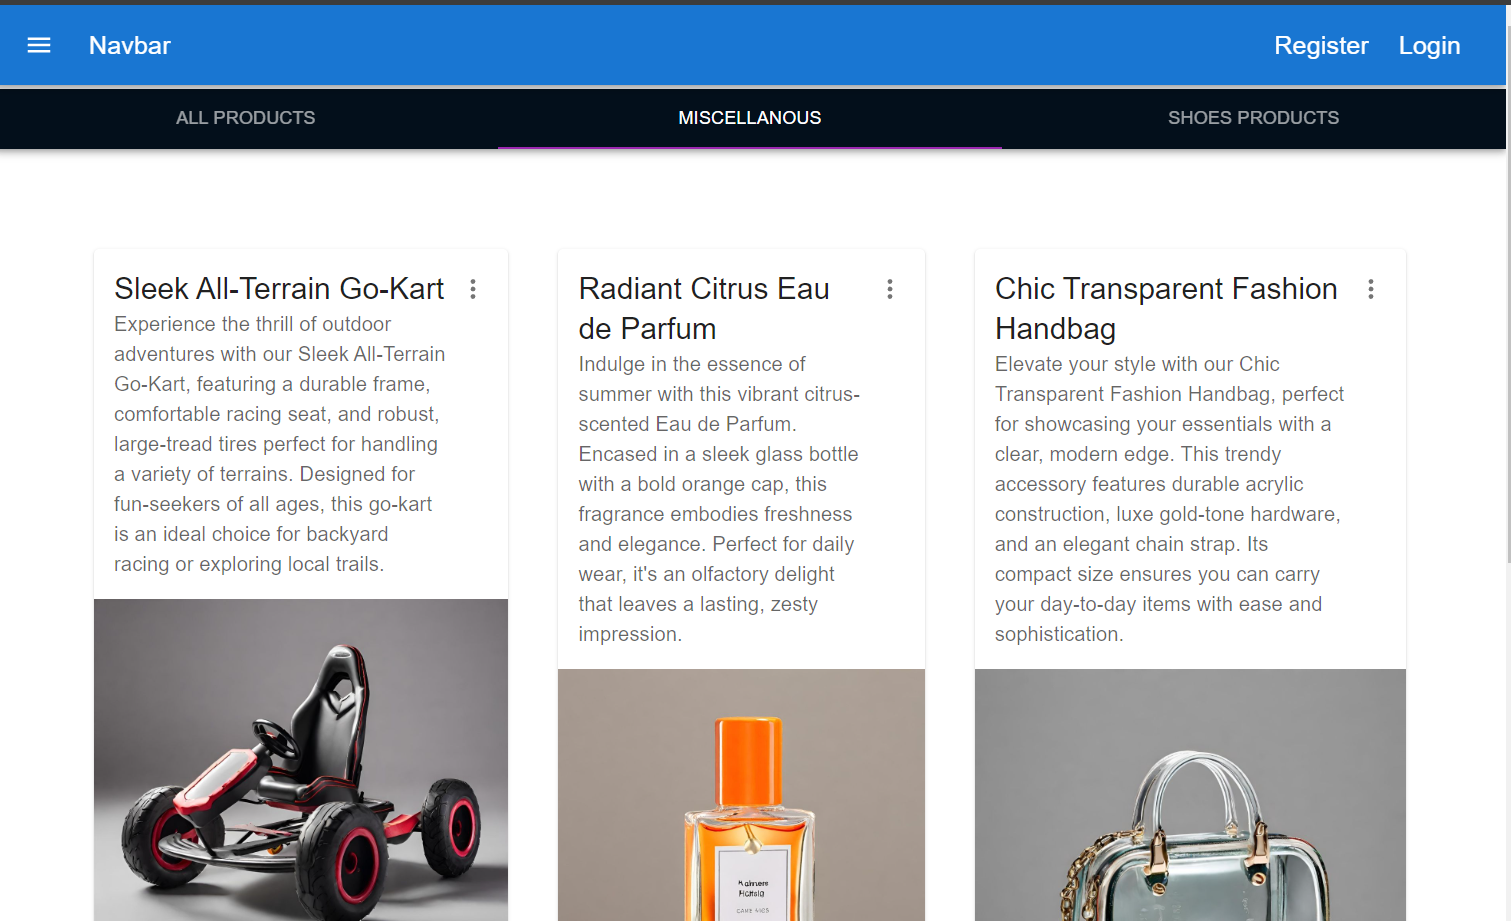 Navbar
Register
Login
ALL PRODUCTS
MISCELLANOUS
SHOES PRODUCTS
Sleek All-Terrain Go-Kart
Experience the thrill of outdoor
adventures with our Sleek All-Terrain
Go-Kart, featuring a durable frame,
comfortable racing seat, and robust,
large-tread tires perfect for handling
a variety of terrains. Designed for
fun-seekers of all ages, this go-kart
is an ideal choice for backyard
racing or exploring local trails.
Radiant Citrus Eau
de Parfum
Indulge in the essence of
summer with this vibrant citrus-
scented Eau de Parfum.
Encased in a sleek glass bottle
with a bold orange cap, this
fragrance embodies freshness
and elegance. Perfect for daily
wear, it's an olfactory delight
that leaves a lasting, zesty
impression.
Chic Transparent Fashion
Handbag
Elevate your style with our Chic
Transparent Fashion Handbag, perfect
for showcasing your essentials with a
clear, modern edge. This trendy
accessory features durable acrylic
construction, luxe gold-tone hardware,
and an elegant chain strap. Its
compact size ensures you can carry
your day-to-day items with ease and
sophistication.